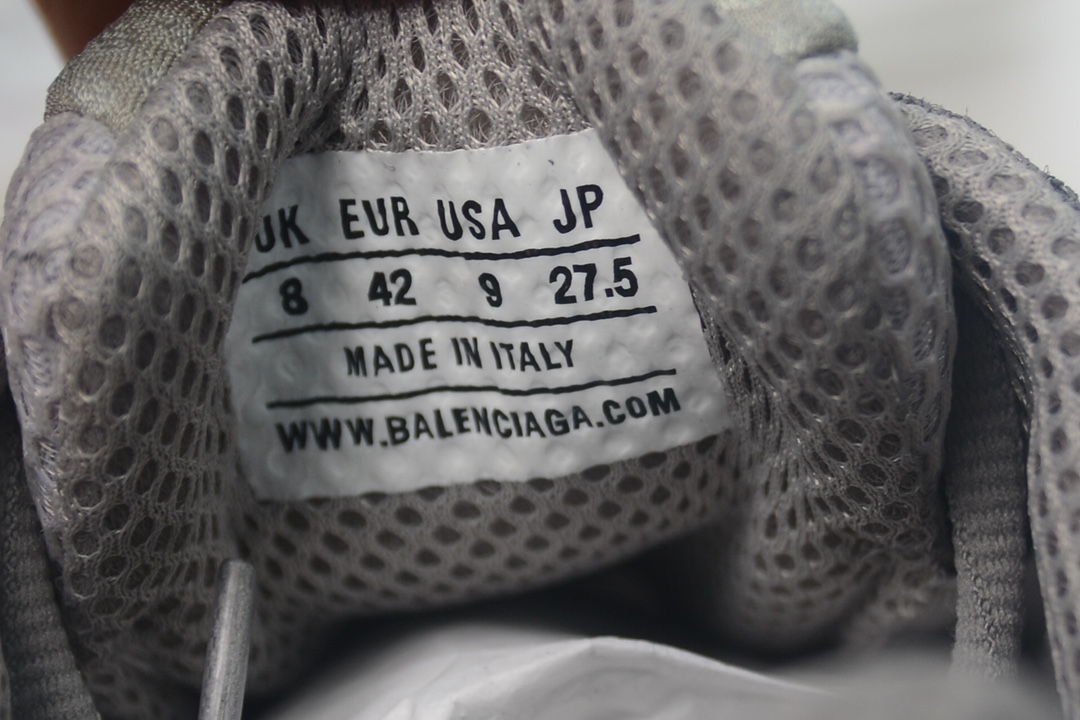 UK EUR USA JP
8 42 9 27.5
MADE IN ITALY
WWW.BALENCIAGA.COM